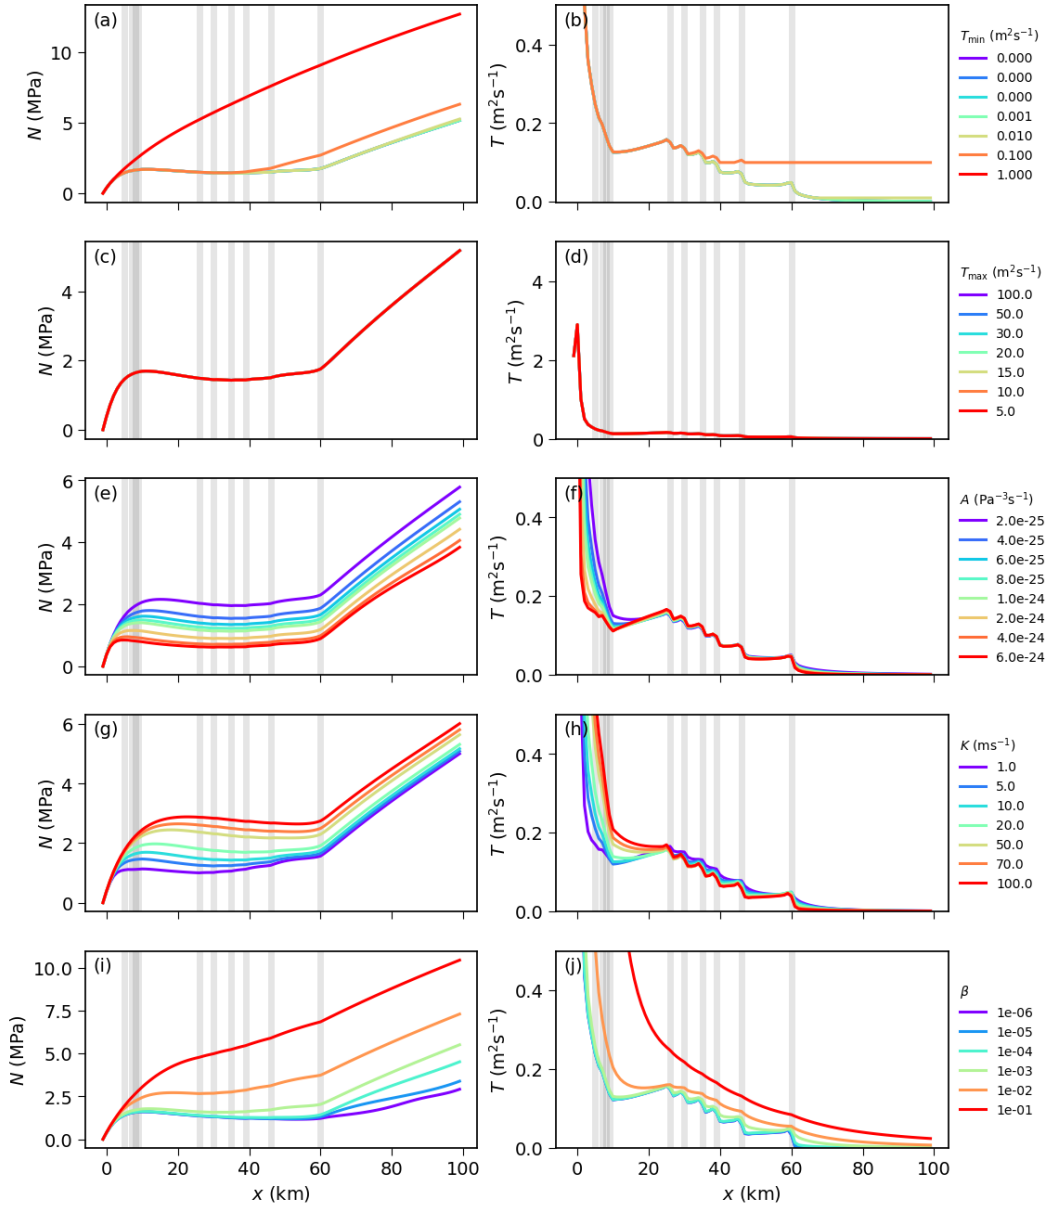 (a)
N (MPa)
10
5
0
(b)
T (m²s⁻¹)
0.4
0.2
0.0
T_min (m²s⁻¹)
0.000
0.000
0.000
0.001
0.010
0.100
1.000
(c)
N (MPa)
4
2
0
(d)
T (m²s⁻¹)
4
2
0
T_max (m²s⁻¹)
100.0
50.0
30.0
20.0
15.0
10.0
5.0
(e)
N (MPa)
6
4
2
0
(f)
T (m²s⁻¹)
0.4
0.2
0.0
A (Pa⁻³s⁻¹)
2.0e-25
4.0e-25
6.0e-25
8.0e-25
1.0e-24
2.0e-24
4.0e-24
6.0e-24
(g)
N (MPa)
6
4
2
0
(h)
T (m²s⁻¹)
0.4
0.2
0.0
K (ms⁻¹)
1.0
5.0
10.0
20.0
50.0
70.0
100.0
(i)
N (MPa)
10.0
7.5
5.0
2.5
0.0
0 20 40 60 80 100
x (km)
(j)
T (m²s⁻¹)
0.4
0.2
0.0
0 20 40 60 80 100
x (km)
β
1e-06
1e-05
1e-04
1e-03
1e-02
1e-01